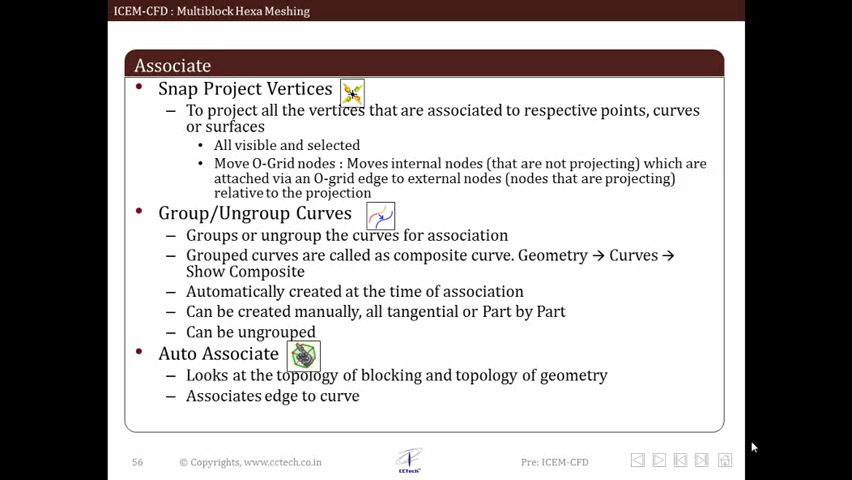 ICEM-CFD : Multiblock Hexa Meshing
Associate
• Snap Project Vertices
– To project all the vertices that are associated to respective points, curves
or surfaces
• All visible and selected
• Move O-Grid nodes : Moves internal nodes (that are not projecting) which are
attached via an O-grid edge to external nodes (nodes that are projecting)
relative to the projection
• Group/Ungroup Curves
– Groups or ungroup the curves for association
– Grouped curves are called as composite curve. Geometry → Curves →
Show Composite
– Automatically created at the time of association
– Can be created manually, all tangential or Part by Part
– Can be ungrouped
• Auto Associate
– Looks at the topology of blocking and topology of geometry
– Associates edge to curve
56 © Copyrights, www.cctech.co.in CCTech Pre: ICEM-CFD